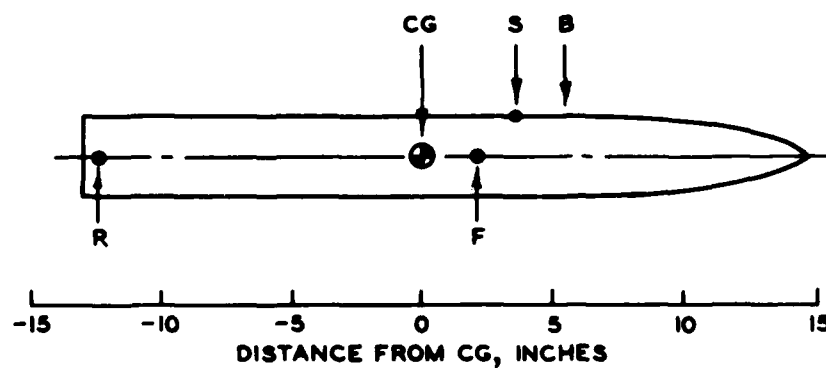 CG S B
R F
-15 -10 -5 0 5 10 15
DISTANCE FROM CG, INCHES